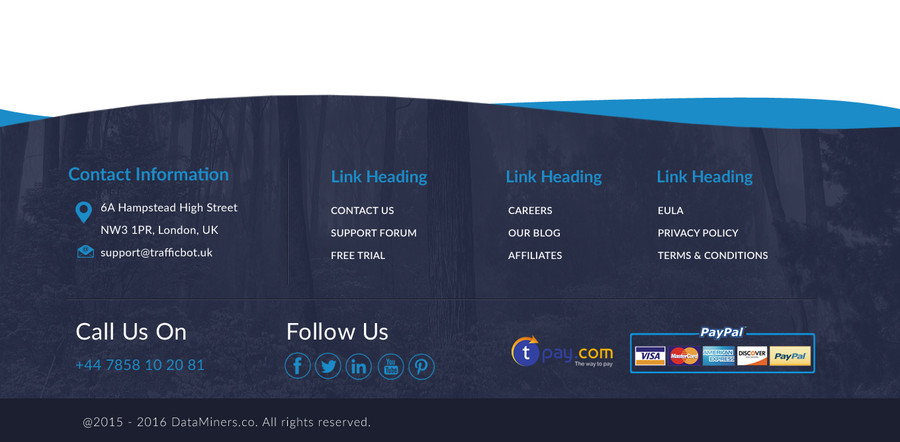 Contact Information
6A Hampstead High Street
NW3 1PR, London, UK
support@trafficbot.uk
Link Heading
CONTACT US
SUPPORT FORUM
FREE TRIAL
Link Heading
CAREERS
OUR BLOG
AFFILIATES
Link Heading
EULA
PRIVACY POLICY
TERMS & CONDITIONS
Call Us On
+44 7858 10 20 81
Follow Us
f
in
You
Tube
t pay.com
The way to pay
PayPal
VISA
MasterCard
AMERICAN
EXPRESS
DISCOVER
PayPal
@2015 - 2016 DataMiners.co. All rights reserved.